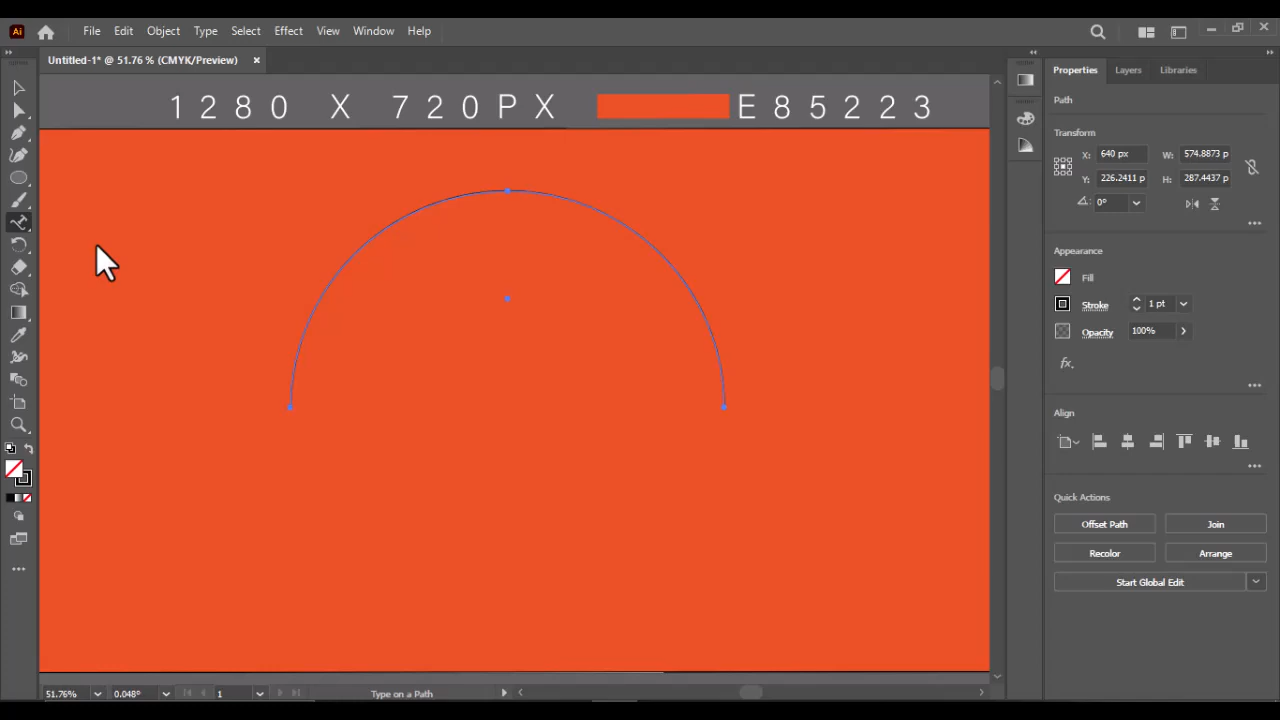 Ai File Edit Object Type Select Effect View Window Help
Untitled-1* @ 51.76 % (CMYK/Preview) ×
1280 X 720PX E85223
Properties Layers Libraries
Path
Transform
X: 640 px W: 574.8873 p
Y: 226.2411 p H: 287.4437 p
0°
Appearance
Fill
Stroke 1 pt
Opacity 100%
fx.
Align
Quick Actions
Offset Path Join
Recolor Arrange
Start Global Edit
51.76% 0.048° 1 Type on a Path